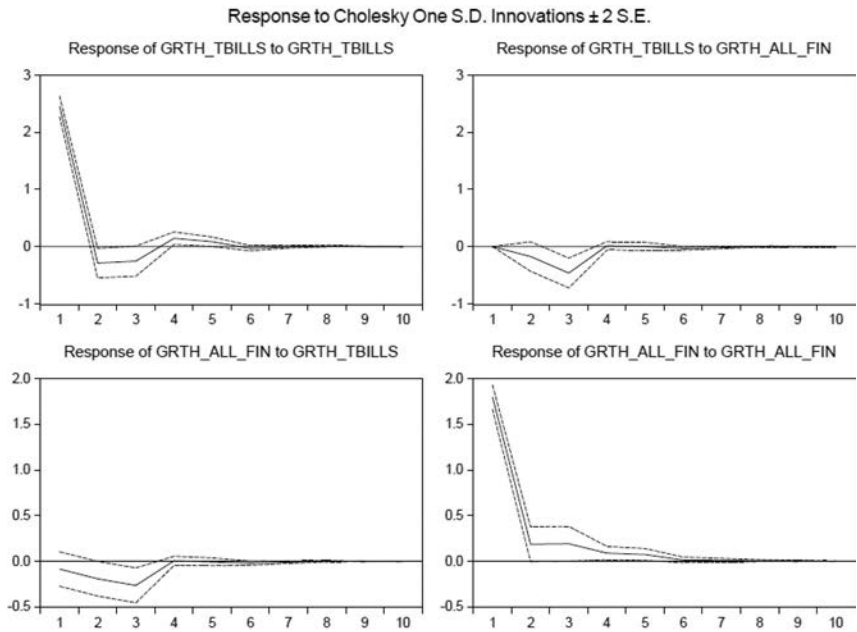 Response to Cholesky One S.D. Innovations ± 2 S.E.
Response of GRTH_TBILLS to GRTH_TBILLS
3
2
1
0
-1
1 2 3 4 5 6 7 8 9 10
Response of GRTH_TBILLS to GRTH_ALL_FIN
3
2
1
0
-1
1 2 3 4 5 6 7 8 9 10
Response of GRTH_ALL_FIN to GRTH_TBILLS
2.0
1.5
1.0
0.5
0.0
-0.5
1 2 3 4 5 6 7 8 9 10
Response of GRTH_ALL_FIN to GRTH_ALL_FIN
2.0
1.5
1.0
0.5
0.0
-0.5
1 2 3 4 5 6 7 8 9 10